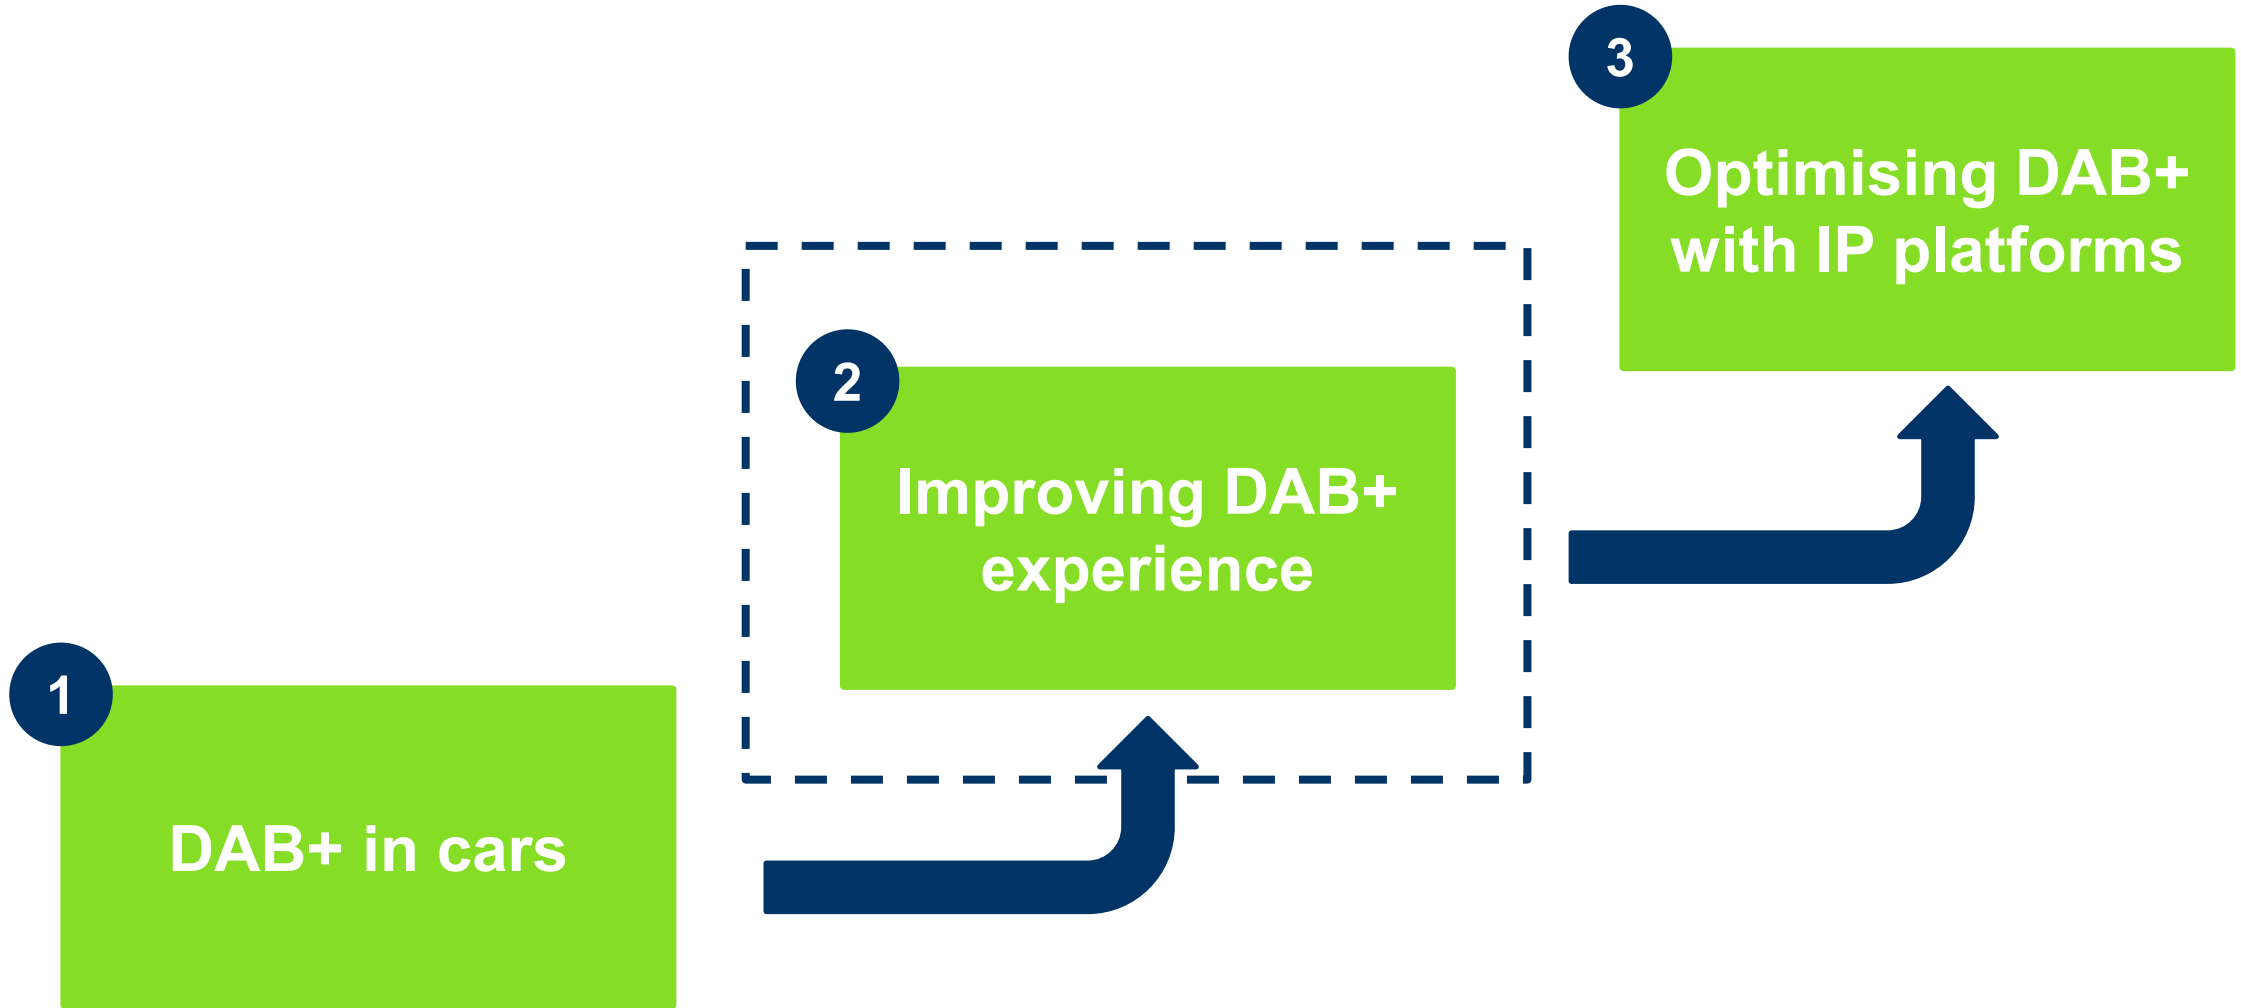 1
DAB+ in cars
2
Improving DAB+
experience
3
Optimising DAB+
with IP platforms